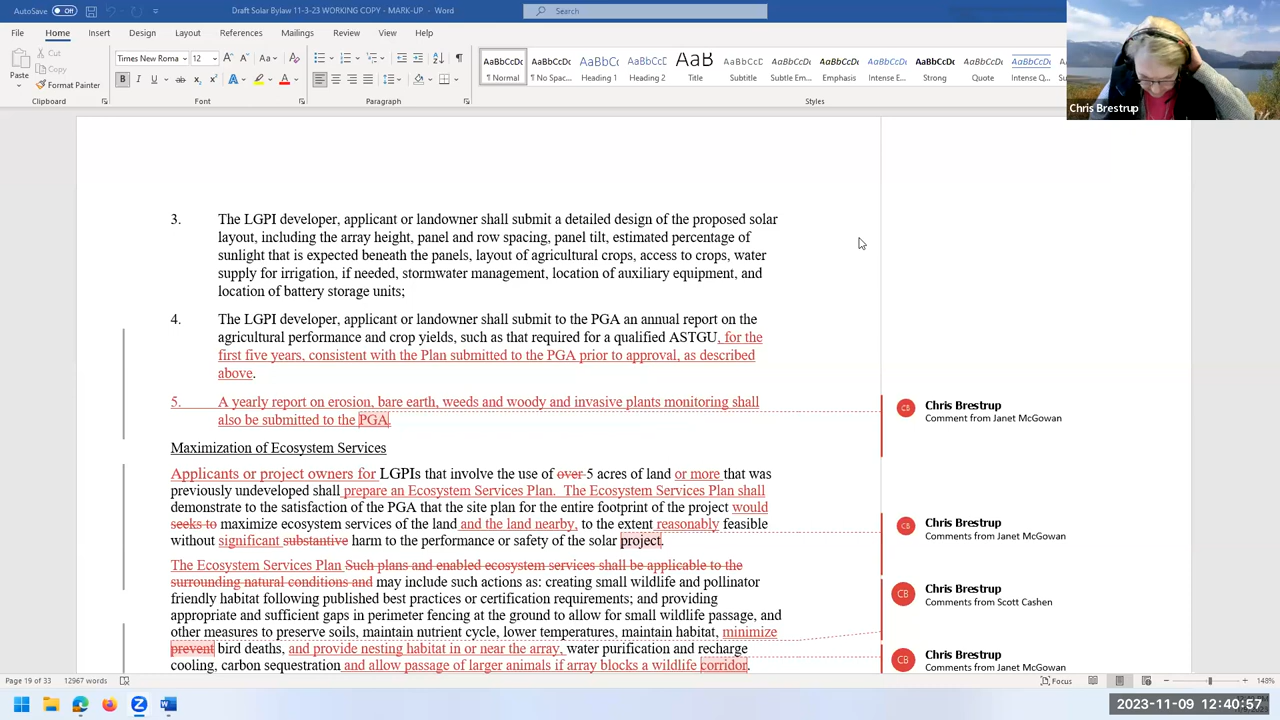 AutoSave Off
Draft Solar Bylaw 11-3-23 WORKING COPY - MARK-UP - Word
Search
File Home Insert Design Layout References Mailings Review View Help
Paste
Cut
Copy
Format Painter
Clipboard
Times New Roma 12
Font
Paragraph
AaBbCcDc AaBbCcDc AaBbCc AaBbCcC AaB AaBbCcD AaBbCcDc AaBbCcDc AaBbCcDc AaBbCcDc AaBbCcDc AaBbCcDc
¶ Normal ¶ No Spac... Heading 1 Heading 2 Title Subtitle Subtle Em... Emphasis Intense E... Strong Quote Intense Q...
Styles
Chris Brestrup
3. The LGPI developer, applicant or landowner shall submit a detailed design of the proposed solar
layout, including the array height, panel and row spacing, panel tilt, estimated percentage of
sunlight that is expected beneath the panels, layout of agricultural crops, access to crops, water
supply for irrigation, if needed, stormwater management, location of auxiliary equipment, and
location of battery storage units;
4. The LGPI developer, applicant or landowner shall submit to the PGA an annual report on the
agricultural performance and crop yields, such as that required for a qualified ASTGU, for the
first five years, consistent with the Plan submitted to the PGA prior to approval, as described
above.
5. A yearly report on erosion, bare earth, weeds and woody and invasive plants monitoring shall
also be submitted to the PGA.
Maximization of Ecosystem Services
Applicants or project owners for LGPIs that involve the use of over 5 acres of land or more that was
previously undeveloped shall prepare an Ecosystem Services Plan. The Ecosystem Services Plan shall
demonstrate to the satisfaction of the PGA that the site plan for the entire footprint of the project would
seeks to maximize ecosystem services of the land and the land nearby, to the extent reasonably feasible
without significant substantive harm to the performance or safety of the solar project.
The Ecosystem Services Plan Such plans and enabled ecosystem services shall be applicable to the
surrounding natural conditions and may include such actions as: creating small wildlife and pollinator
friendly habitat following published best practices or certification requirements; and providing
appropriate and sufficient gaps in perimeter fencing at the ground to allow for small wildlife passage, and
other measures to preserve soils, maintain nutrient cycle, lower temperatures, maintain habitat, minimize
prevent bird deaths, and provide nesting habitat in or near the array, water purification and recharge
cooling, carbon sequestration and allow passage of larger animals if array blocks a wildlife corridor.
CB Chris Brestrup
Comment from Janet McGowan
CB Chris Brestrup
Comments from Janet McGowan
CB Chris Brestrup
Comments from Scott Cashen
CB Chris Brestrup
Comment from Janet McGowan
Page 19 of 33 12967 words
Focus
148%
2023-11-09 12:40:57